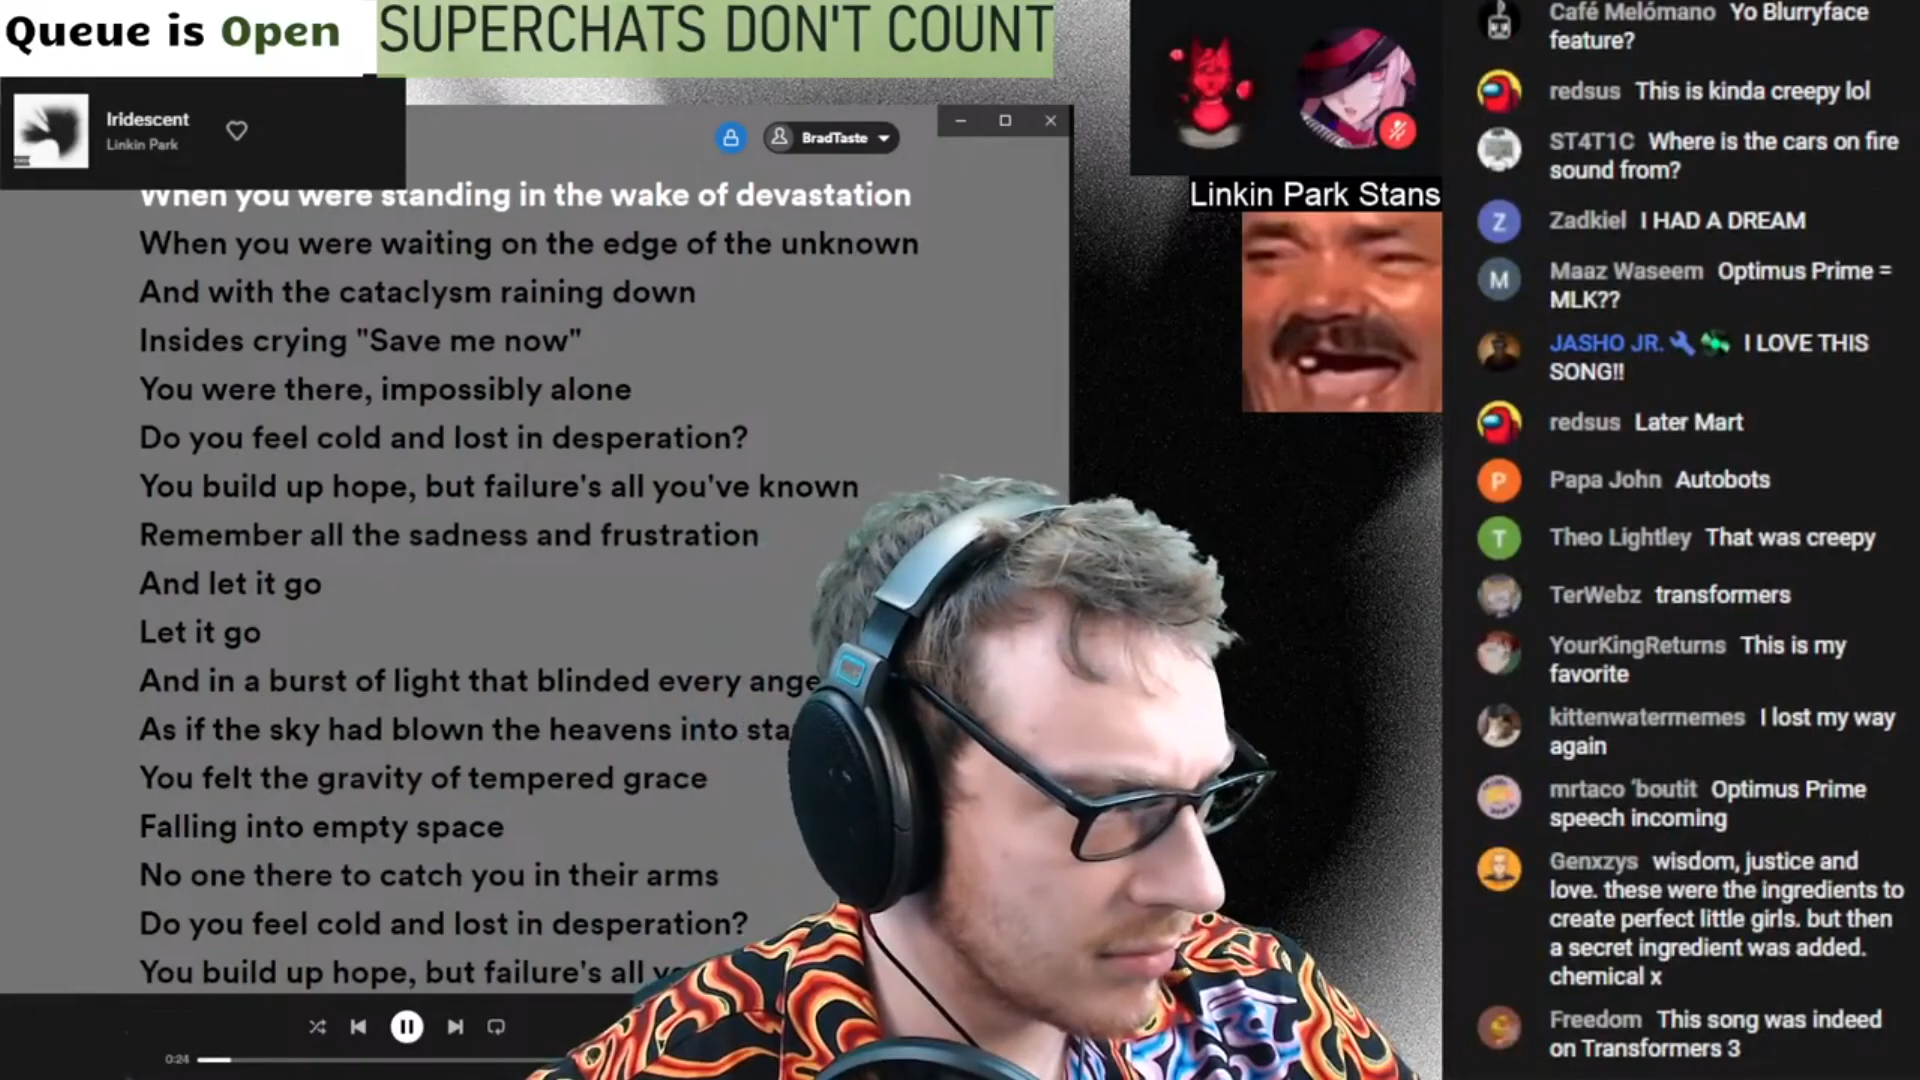 Queue is Open
SUPERCHATS DON'T COUNT
Iridescent
Linkin Park
BradTaste
When you were standing in the wake of devastation
When you were waiting on the edge of the unknown
And with the cataclysm raining down
Insides crying "Save me now"
You were there, impossibly alone
Do you feel cold and lost in desperation?
You build up hope, but failure's all you've known
Remember all the sadness and frustration
And let it go
Let it go
And in a burst of light that blinded every ange
As if the sky had blown the heavens into sta
You felt the gravity of tempered grace
Falling into empty space
No one there to catch you in their arms
Do you feel cold and lost in desperation?
You build up hope, but failure's all
0:24
Linkin Park Stans
Café Melómano Yo Blurryface
feature?
redsus This is kinda creepy lol
ST4T1C Where is the cars on fire
sound from?
Z
Zadkiel I HAD A DREAM
M
Maaz Waseem Optimus Prime =
MLK??
JASHO JR. I LOVE THIS
SONG!!
redsus Later Mart
P
Papa John Autobots
T
Theo Lightley That was creepy
TerWebz transformers
YourKingReturns This is my
favorite
kittenwatermemes I lost my way
again
mrtaco 'boutit Optimus Prime
speech incoming
Genxzys wisdom, justice and
love. these were the ingredients to
create perfect little girls. but then
a secret ingredient was added.
chemical x
Freedom This song was indeed
on Transformers 3